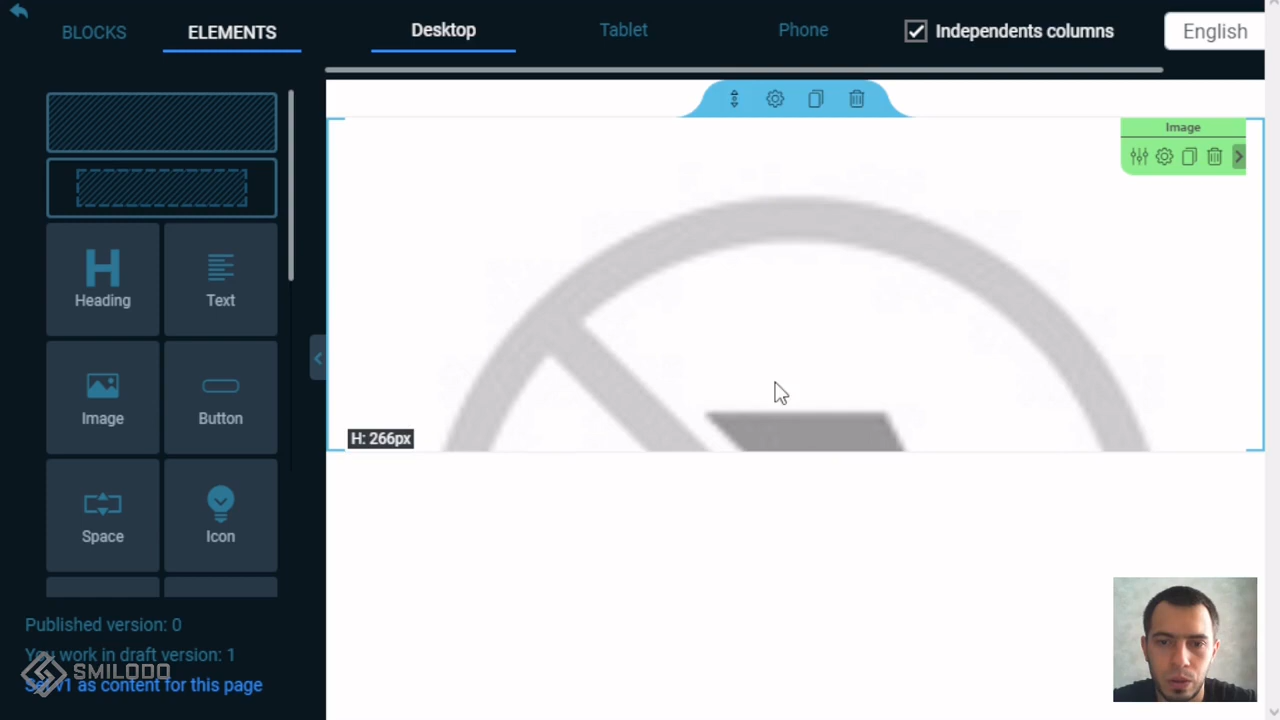 BLOCKS
ELEMENTS
Desktop
Tablet
Phone
Independents columns
English
Image
Heading
Text
Image
Button
H: 266px
Space
Icon
Published version: 0
You work in draft version: 1
SMILODO
Set v1 as content for this page